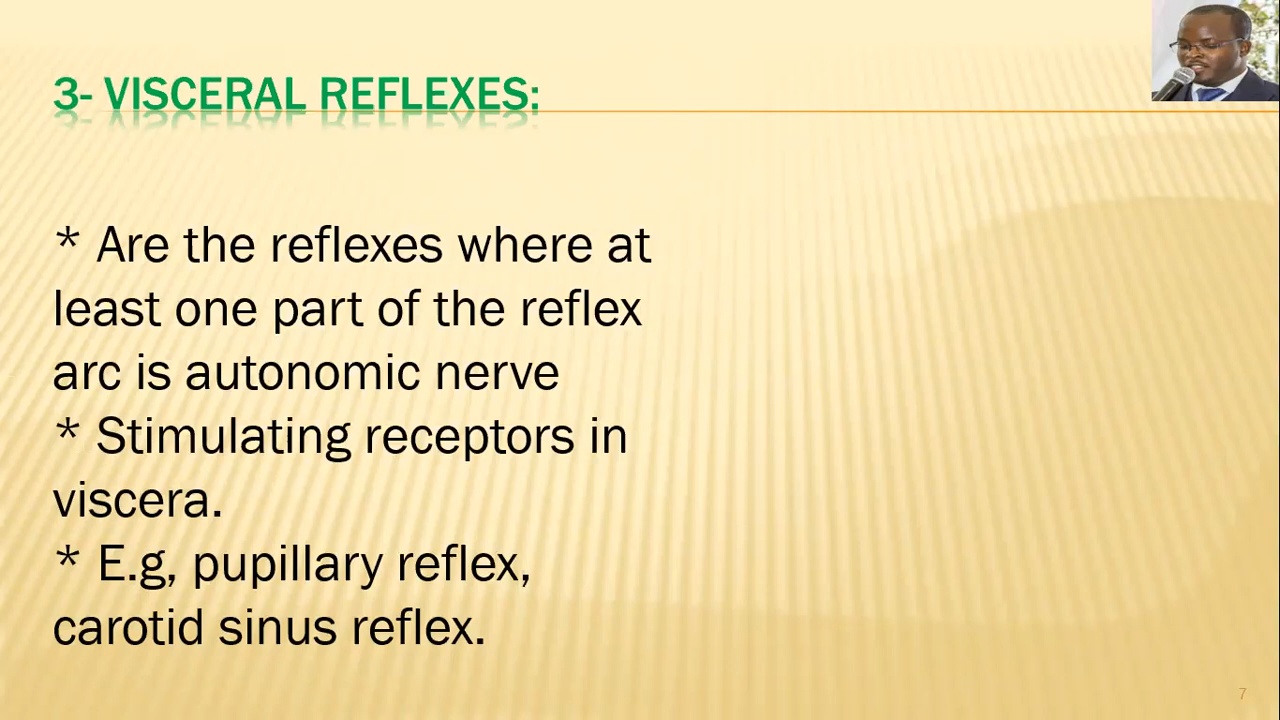 3- VISCERAL REFLEXES:
* Are the reflexes where at
least one part of the reflex
arc is autonomic nerve
* Stimulating receptors in
viscera.
* E.g, pupillary reflex,
carotid sinus reflex.
7